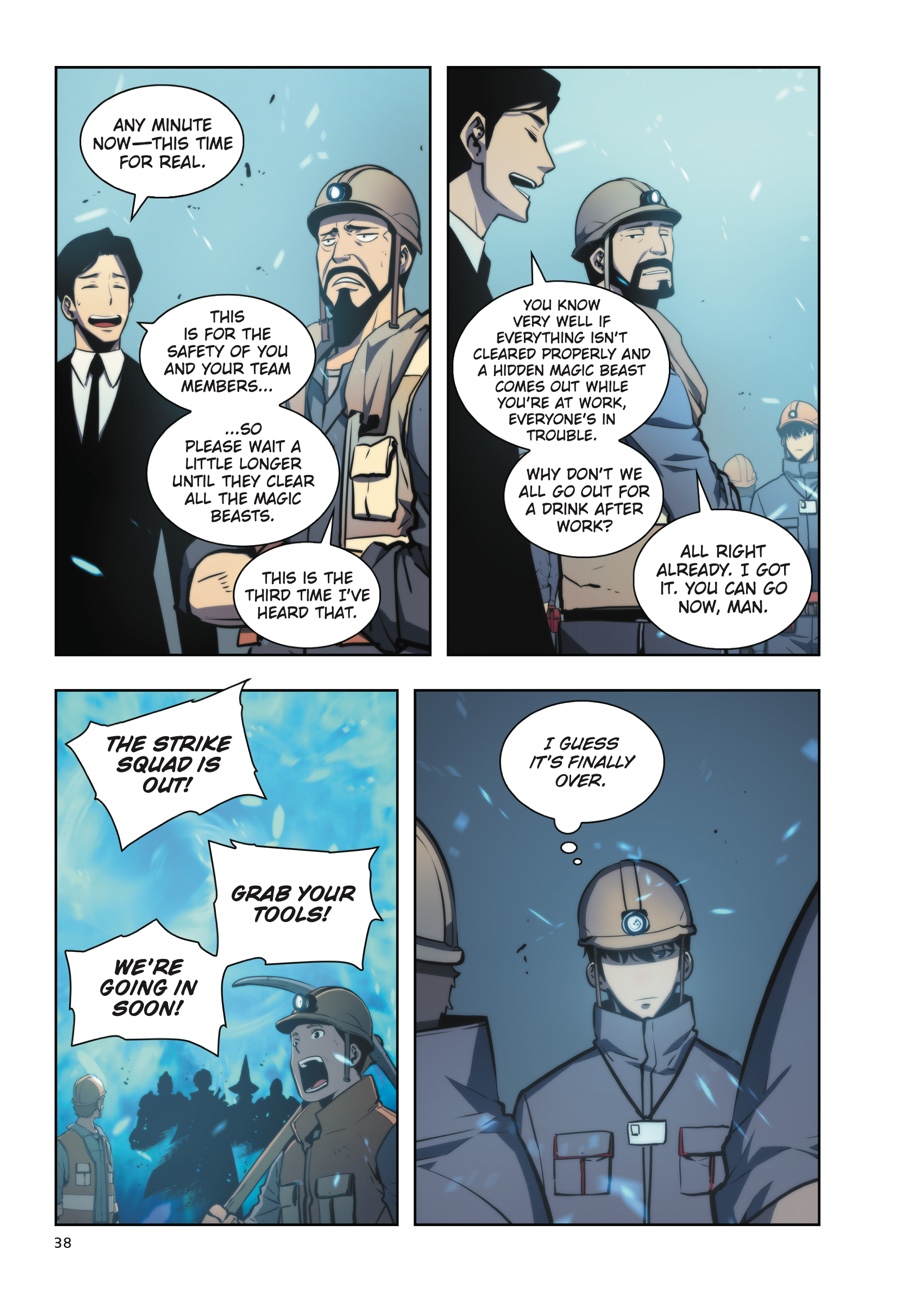 ANY MINUTE
NOW—THIS TIME
FOR REAL.
THIS
IS FOR THE
SAFETY OF YOU
AND YOUR TEAM
MEMBERS...
...SO
PLEASE WAIT A
LITTLE LONGER
UNTIL THEY CLEAR
ALL THE MAGIC
BEASTS.
THIS IS THE
THIRD TIME I'VE
HEARD THAT.
YOU KNOW
VERY WELL IF
EVERYTHING ISN'T
CLEARED PROPERLY AND
A HIDDEN MAGIC BEAST
COMES OUT WHILE
YOU'RE AT WORK,
EVERYONE'S IN
TROUBLE.
WHY DON'T WE
ALL GO OUT FOR
A DRINK AFTER
WORK?
ALL RIGHT
ALREADY. I GOT
IT. YOU CAN GO
NOW, MAN.
THE STRIKE
SQUAD IS
OUT!
GRAB YOUR
TOOLS!
WE'RE
GOING IN
SOON!
I GUESS
IT'S FINALLY
OVER.
38